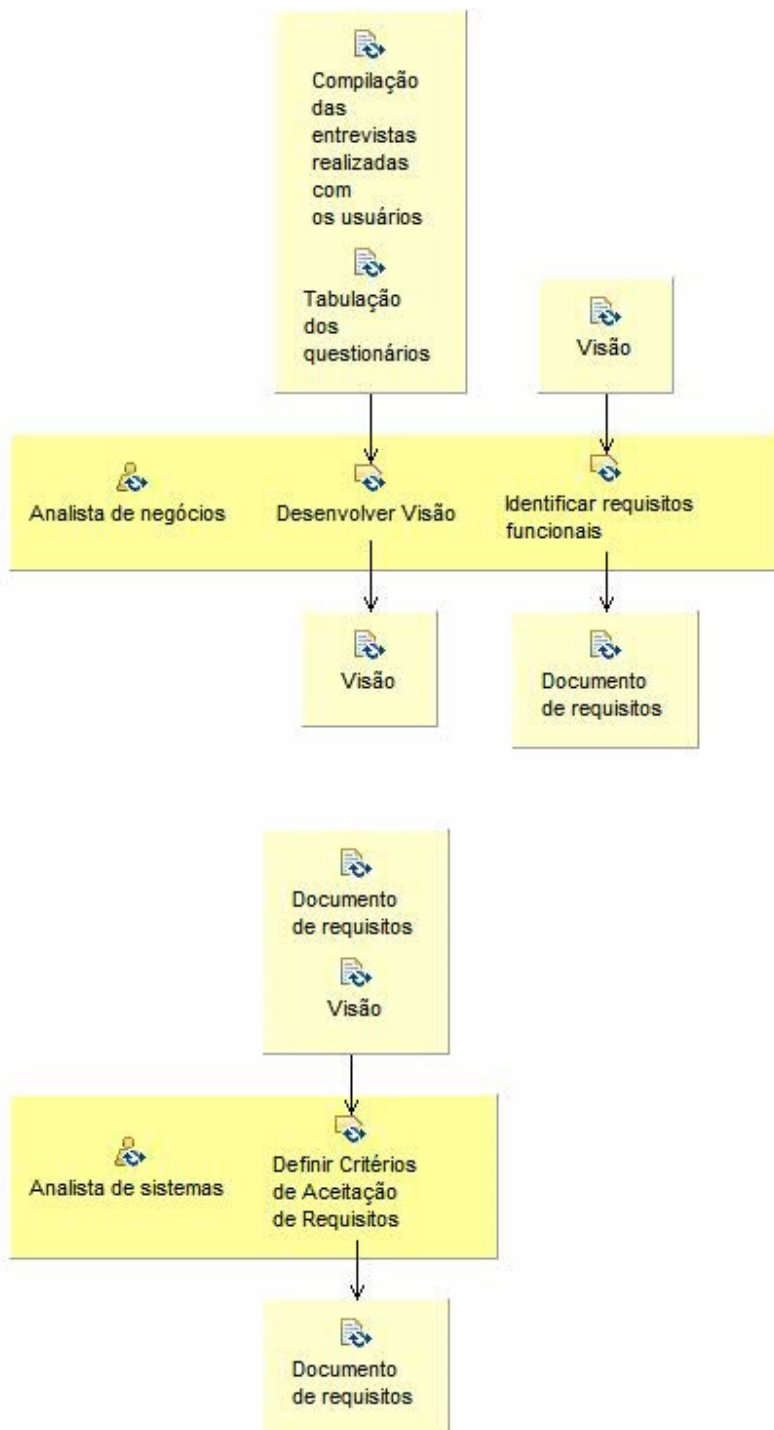 Compilação
das
entrevistas
realizadas
com
os usuários
Tabulação
dos
questionários
Visão
Analista de negócios
Desenvolver Visão
Identificar requisitos
funcionais
Visão
Documento
de requisitos
Documento
de requisitos
Visão
Analista de sistemas
Definir Critérios
de Aceitação
de Requisitos
Documento
de requisitos